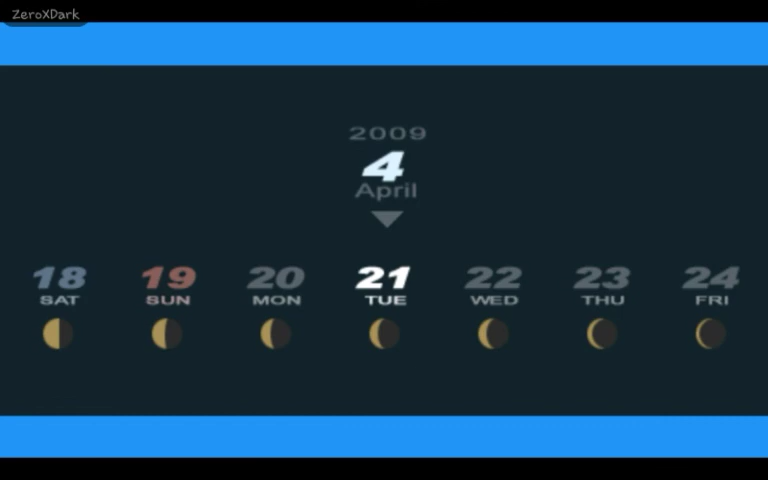 ZeroXDark
2009
4
April
18 19 20 21 22 23 24
SAT SUN MON TUE WED THU FRI